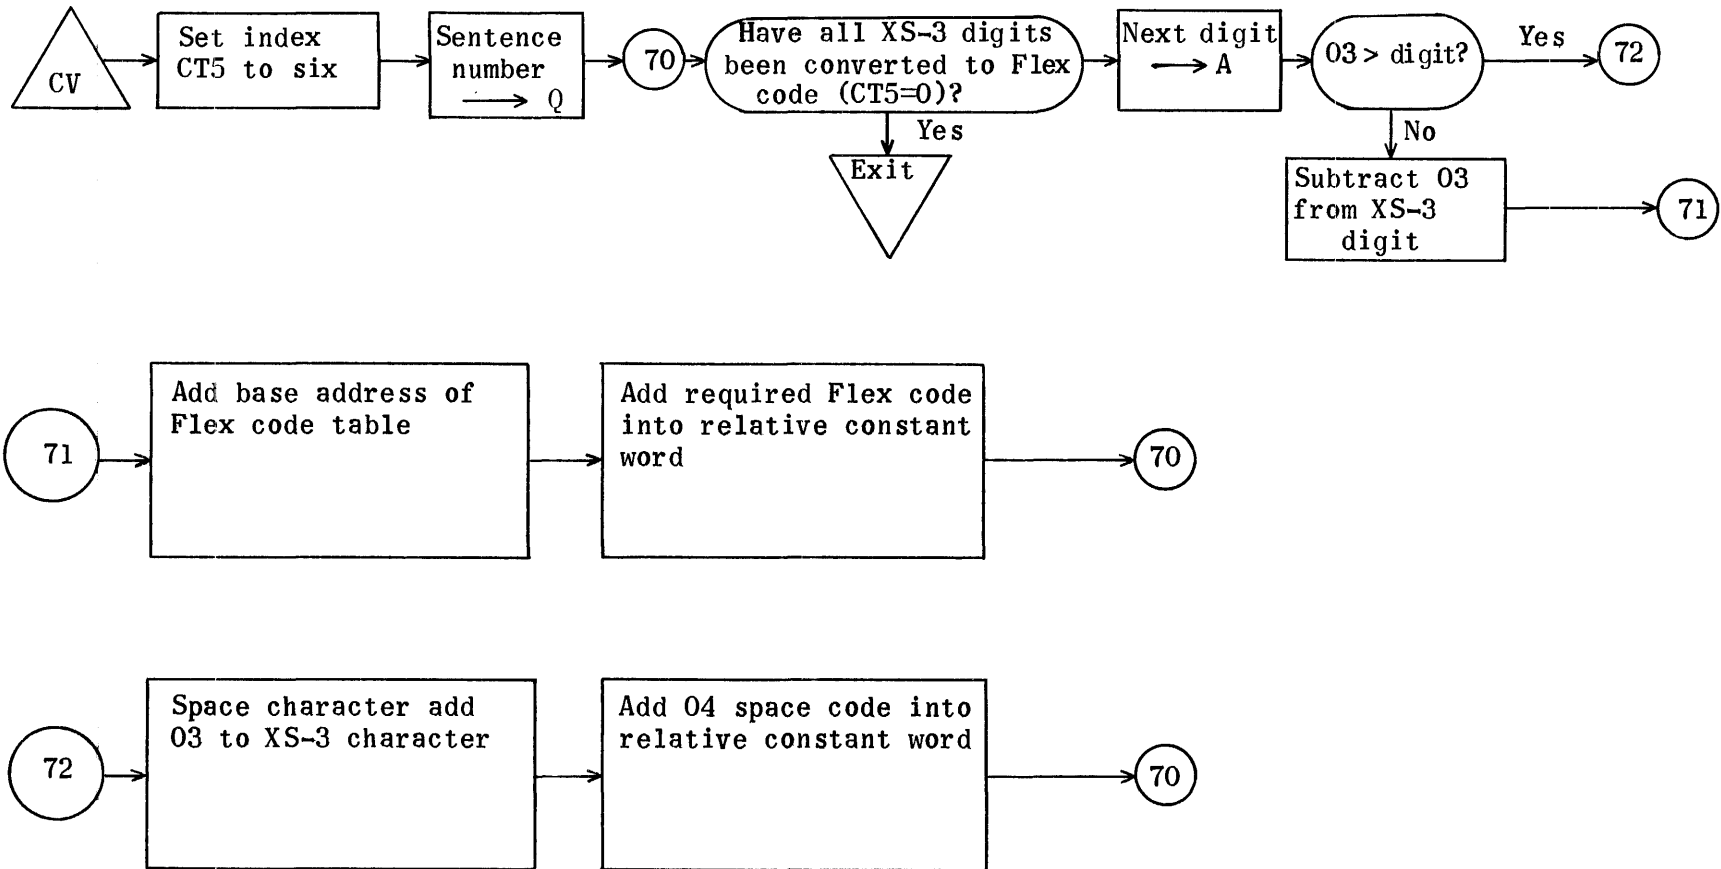 CV
Set index
CT5 to six
Sentence
number
⟶ Q
70
Have all XS-3 digits
been converted to Flex
code (CT5=0)?
Yes
Exit
Next digit
⟶ A
03 > digit?
Yes
72
No
Subtract 03
from XS-3
digit
71
71
Add base address of
Flex code table
Add required Flex code
into relative constant
word
70
72
Space character add
03 to XS-3 character
Add 04 space code into
relative constant word
70